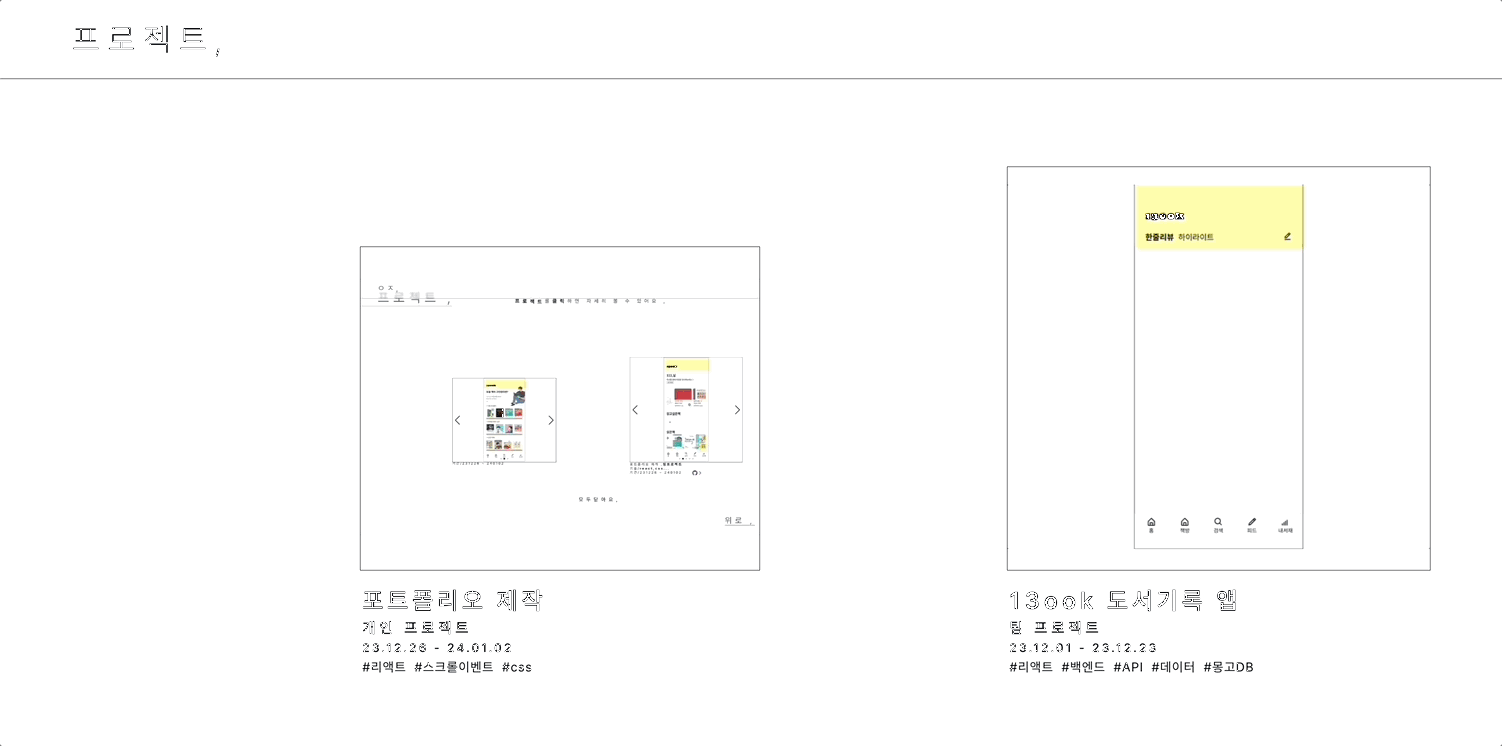 프로젝트,
프로젝트,
프로젝트를클릭하면 자세히 볼 수 있어요,
모두담아요,
위로,
포트폴리오 제작
개인 프로젝트
23.12.26 - 24.01.02
#리액트 #스크롤이벤트 #css
13OOK
한줄리뷰 하이라이트
홈 책방 검색 피드 내서재
13ook 도서기록 앱
팀 프로젝트
23.12.01 - 23.12.23
#리액트 #백엔드 #API #데이터 #몽고DB